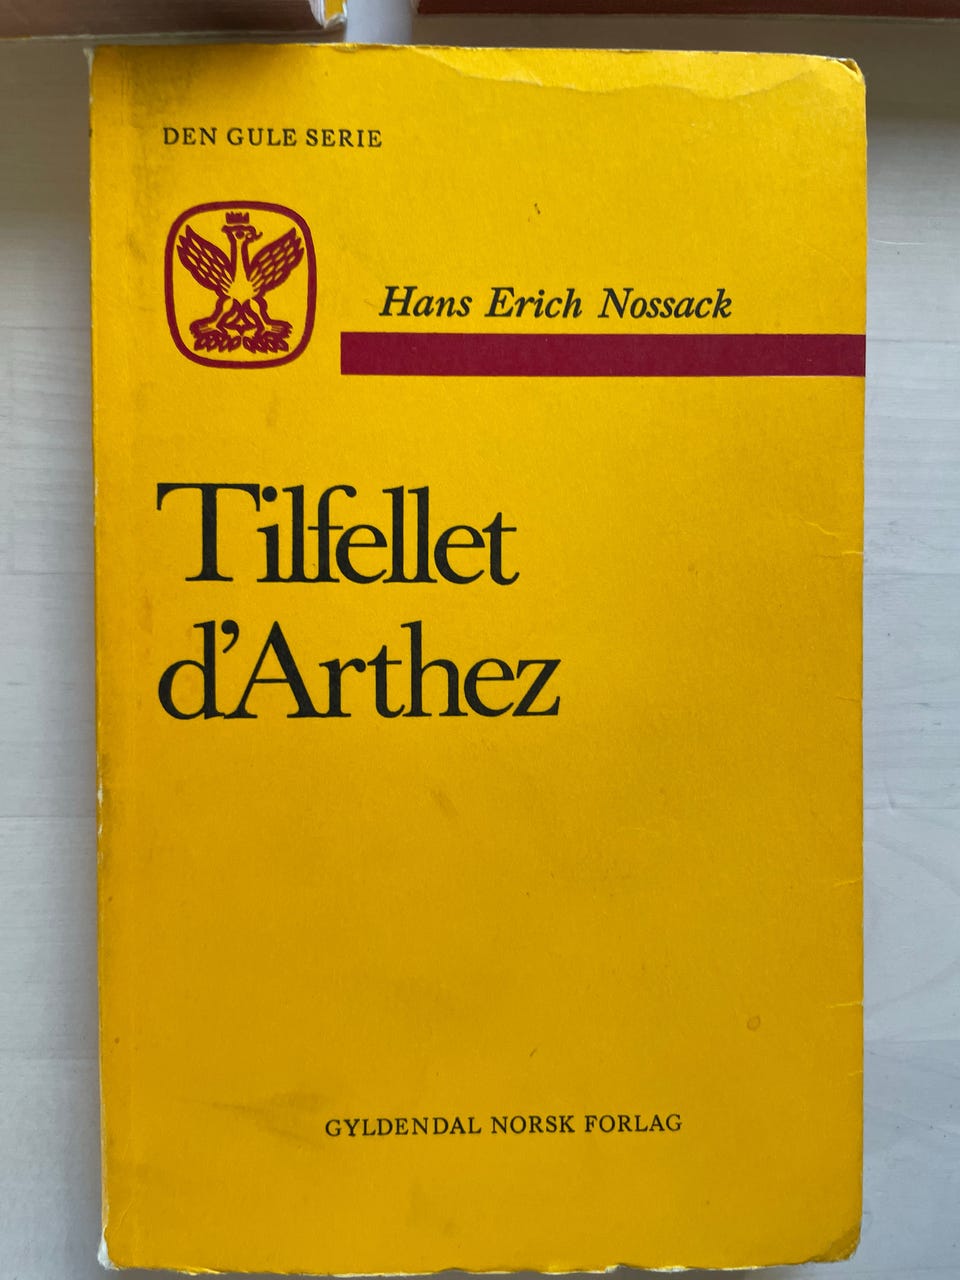 DEN GULE SERIE
Hans Erich Nossack
Tilfellet
d’Arthez
GYLDENDAL NORSK FORLAG